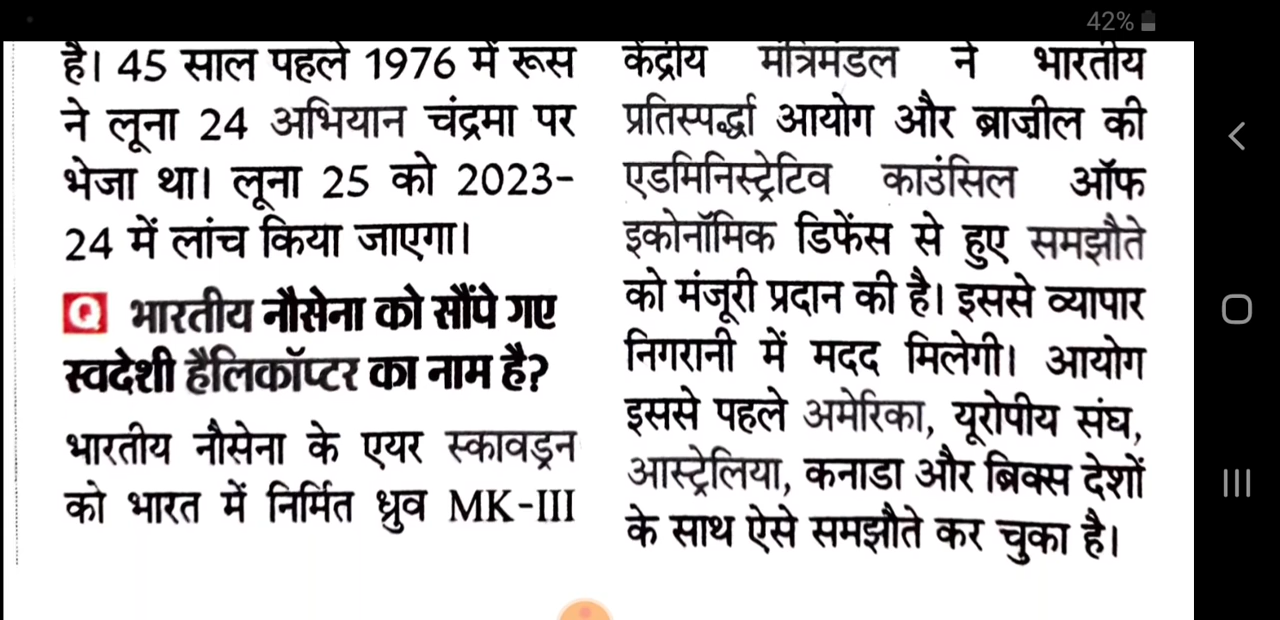 42%
है। 45 साल पहले 1976 में रूस
ने लूना 24 अभियान चंद्रमा पर
भेजा था। लूना 25 को 2023-
24 में लांच किया जाएगा।
Q भारतीय नौसेना को सौंपे गए
स्वदेशी हैलिकॉप्टर का नाम है?
भारतीय नौसेना के एयर स्कावड्रन
को भारत में निर्मित ध्रुव MK-III
केंद्रीय मंत्रिमंडल ने भारतीय
प्रतिस्पर्द्धा आयोग और ब्राज़ील की
एडमिनिस्ट्रेटिव काउंसिल ऑफ
इकोनॉमिक डिफेंस से हुए समझौते
को मंजूरी प्रदान की है। इससे व्यापार
निगरानी में मदद मिलेगी। आयोग
इससे पहले अमेरिका, यूरोपीय संघ,
आस्ट्रेलिया, कनाडा और ब्रिक्स देशों
के साथ ऐसे समझौते कर चुका है।